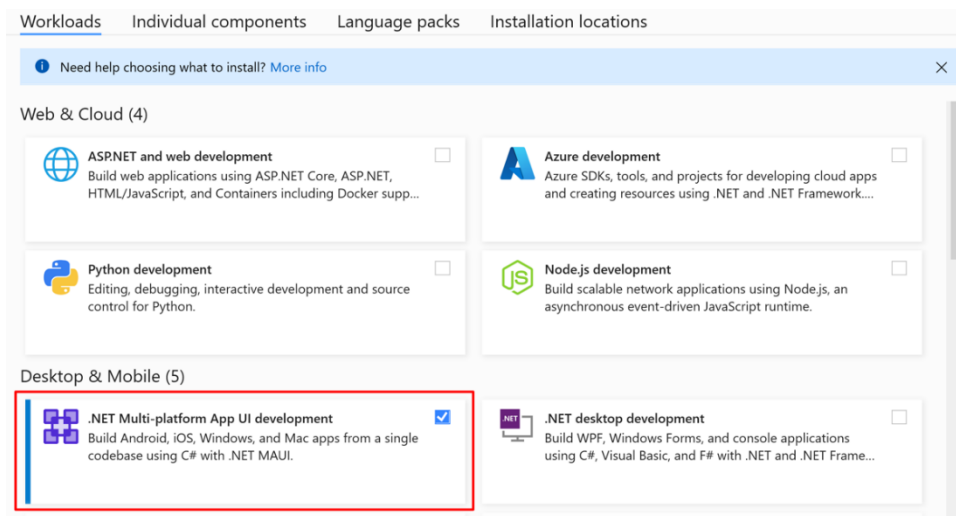 Workloads Individual components Language packs Installation locations
Need help choosing what to install? More info
Web & Cloud (4)
ASP.NET and web development
Build web applications using ASP.NET Core, ASP.NET,
HTML/JavaScript, and Containers including Docker supp...
Azure development
Azure SDKs, tools, and projects for developing cloud apps
and creating resources using .NET and .NET Framework....
Python development
Editing, debugging, interactive development and source
control for Python.
JS
Node.js development
Build scalable network applications using Node.js, an
asynchronous event-driven JavaScript runtime.
Desktop & Mobile (5)
.NET Multi-platform App UI development
Build Android, iOS, Windows, and Mac apps from a single
codebase using C# with .NET MAUI.
.NET
.NET desktop development
Build WPF, Windows Forms, and console applications
using C#, Visual Basic, and F# with .NET and .NET Frame...